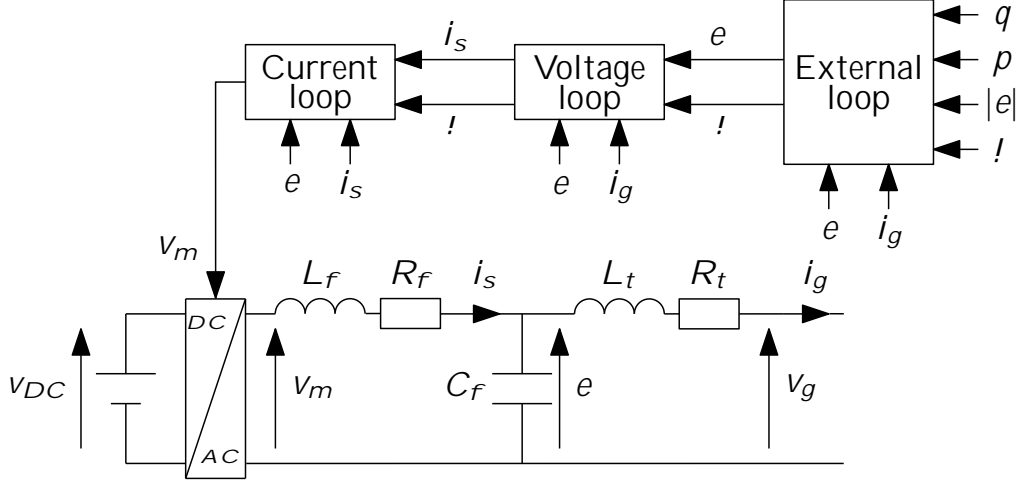 q
i_s
e
p
Current
loop
Voltage
loop
External
loop
|e|
!
!
!
e
i_s
e
i_g
e
i_g
v_m
L_f
R_f
i_s
L_t
R_t
i_g
DC
v_DC
v_m
C_f
e
v_g
AC